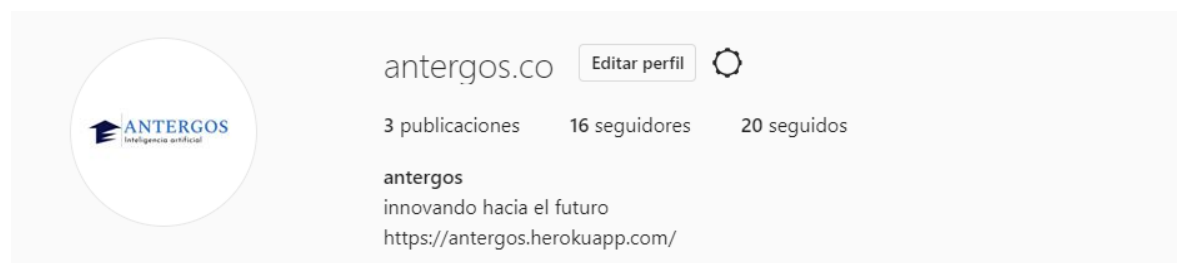 ANTERGOS
Inteligencia artificial
antergos.co Editar perfil
3 publicaciones 16 seguidores 20 seguidos
antergos
innovando hacia el futuro
https://antergos.herokuapp.com/